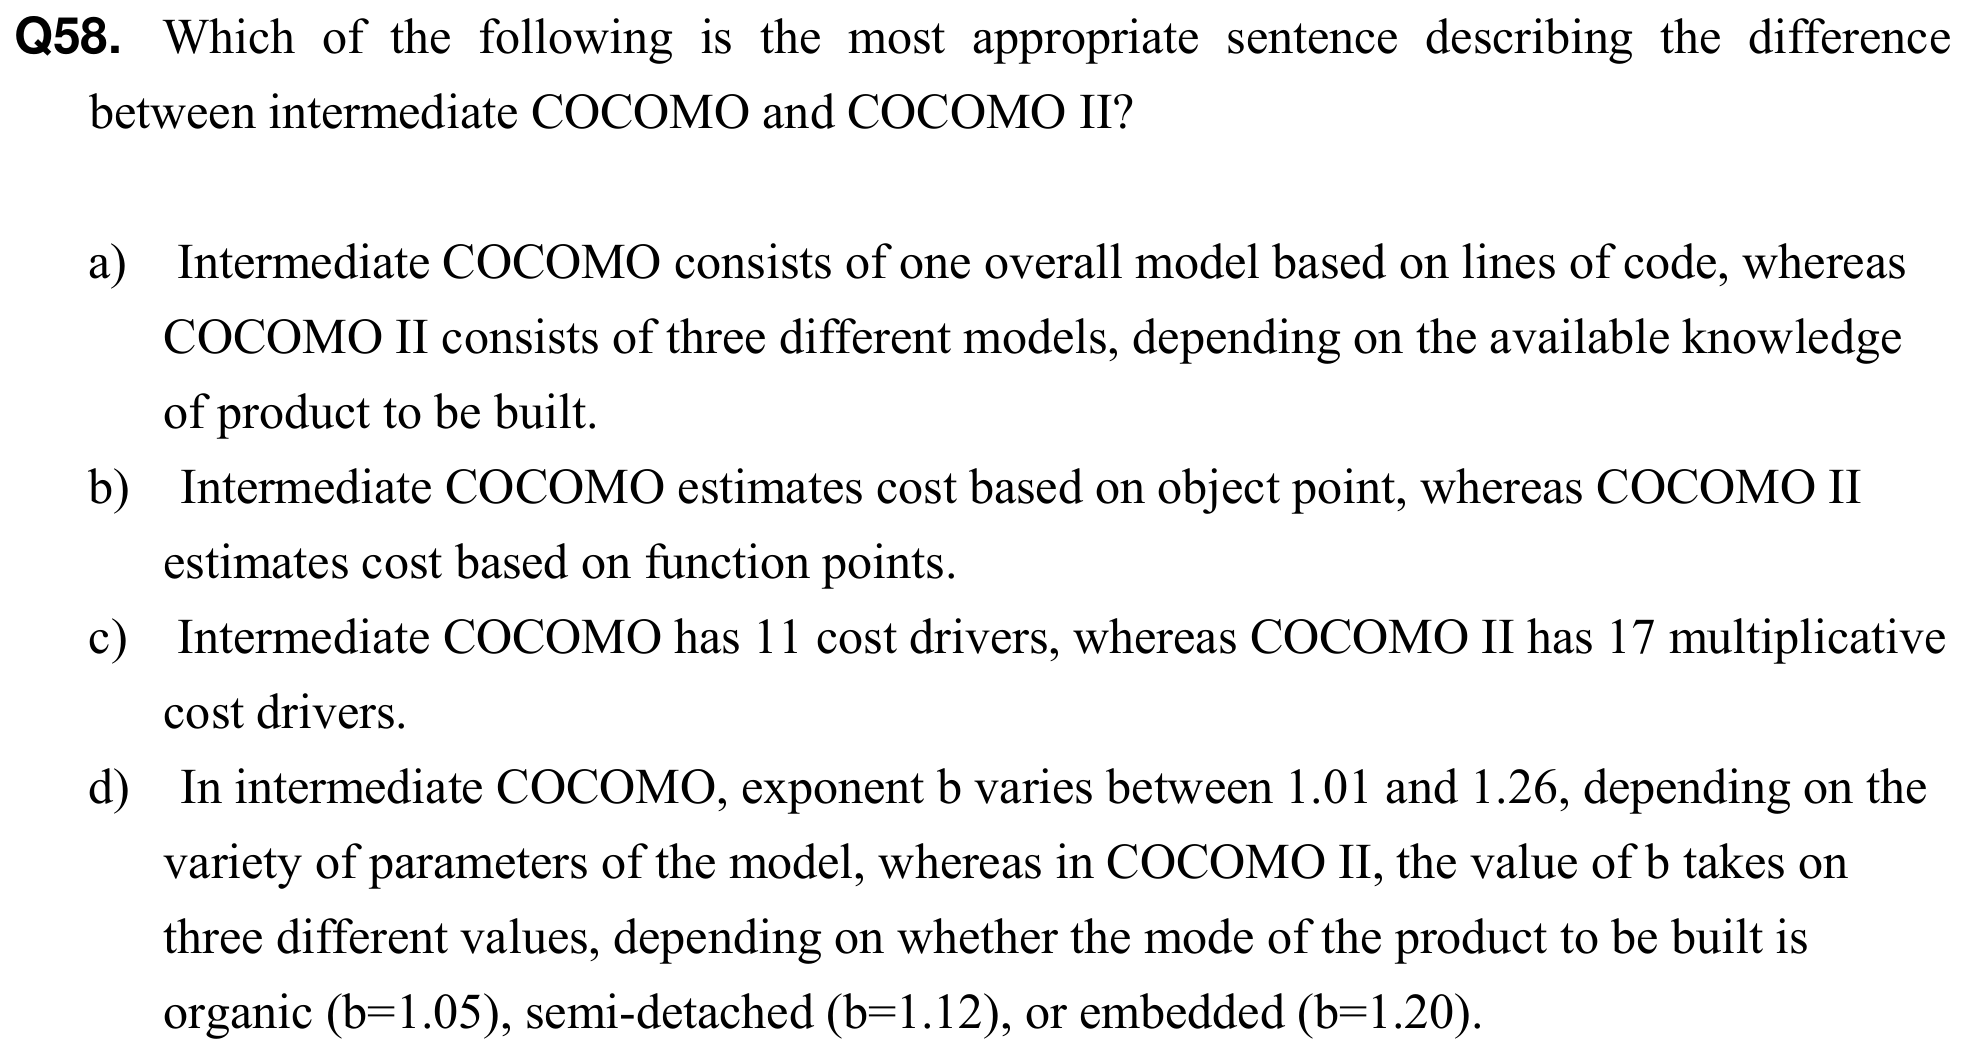 Q58. Which of the following is the most appropriate sentence describing the difference
between intermediate COCOMO and COCOMO II?
a) Intermediate COCOMO consists of one overall model based on lines of code, whereas
COCOMO II consists of three different models, depending on the available knowledge
of product to be built.
b) Intermediate COCOMO estimates cost based on object point, whereas COCOMO II
estimates cost based on function points.
c) Intermediate COCOMO has 11 cost drivers, whereas COCOMO II has 17 multiplicative
cost drivers.
d) In intermediate COCOMO, exponent b varies between 1.01 and 1.26, depending on the
variety of parameters of the model, whereas in COCOMO II, the value of b takes on
three different values, depending on whether the mode of the product to be built is
organic (b=1.05), semi-detached (b=1.12), or embedded (b=1.20).